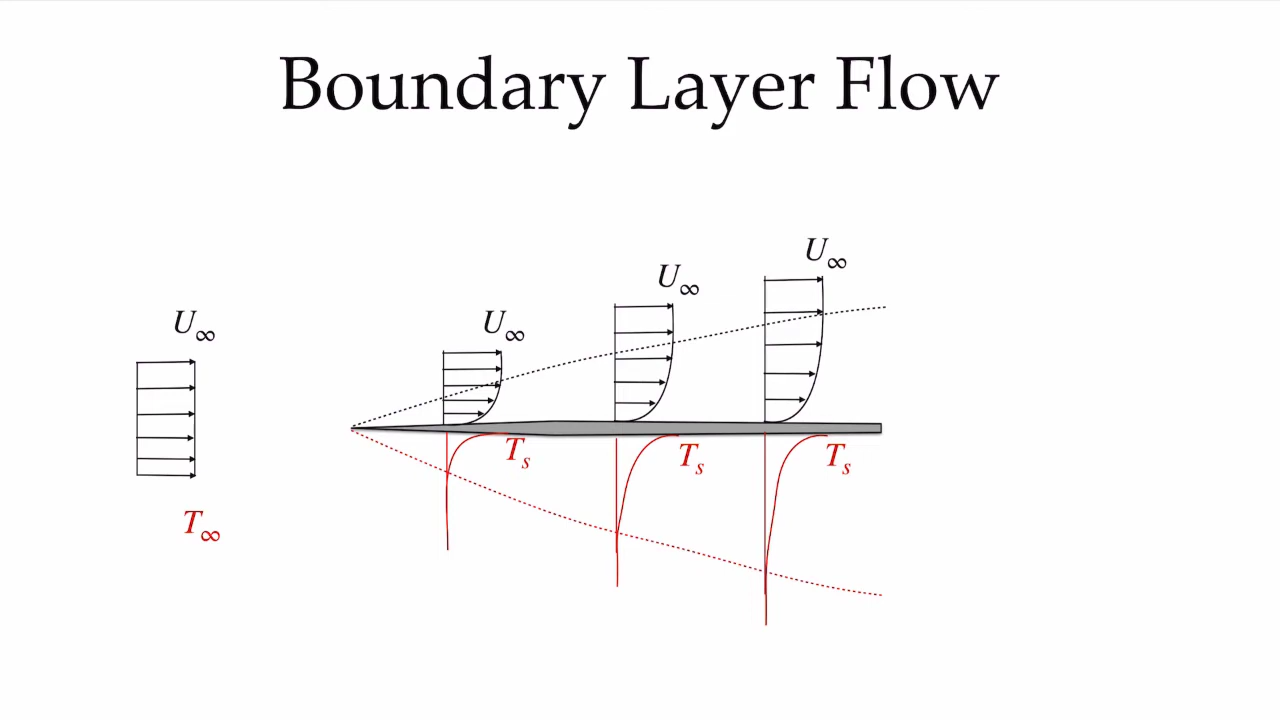 Boundary Layer Flow
U∞
U∞
U∞
U∞
T∞
Ts
Ts
Ts